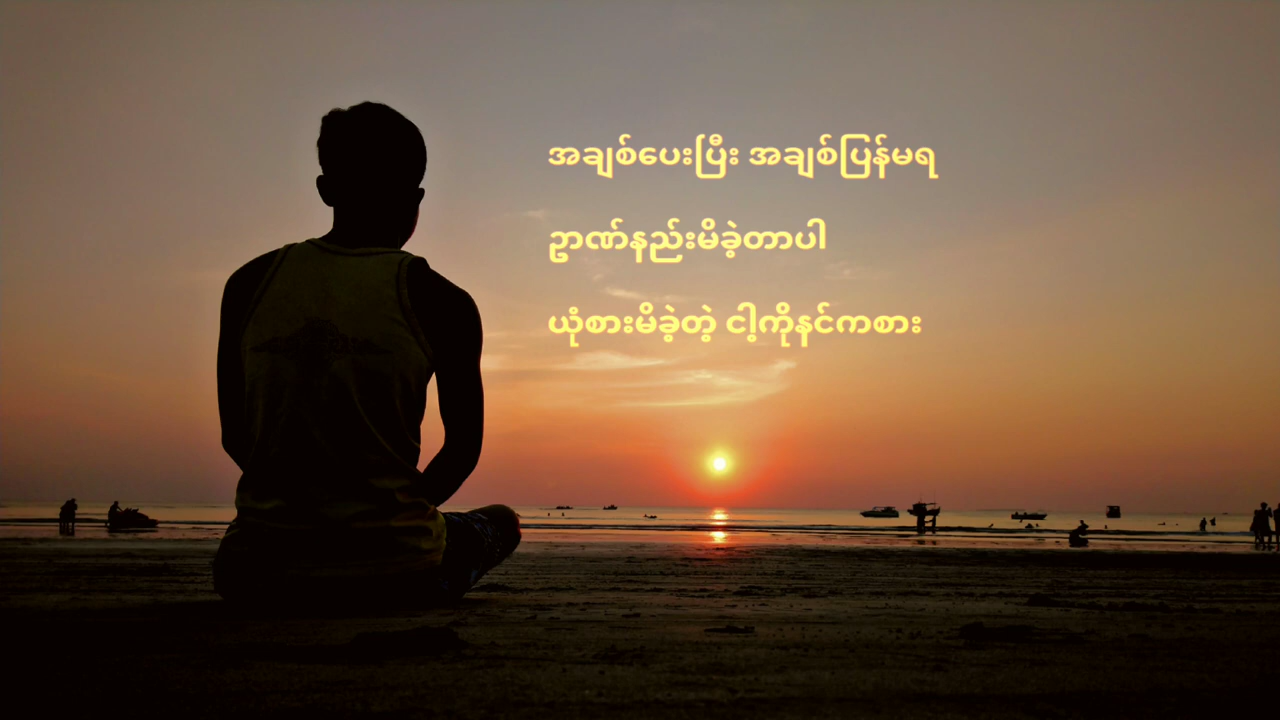 အချစ်ပေးပြီး အချစ်ပြန်မရ
ဥာဏ်နည်းမိခဲ့တာပါ
ယုံစားမိခဲ့တဲ့ ငါ့ကိုနင်ကစား